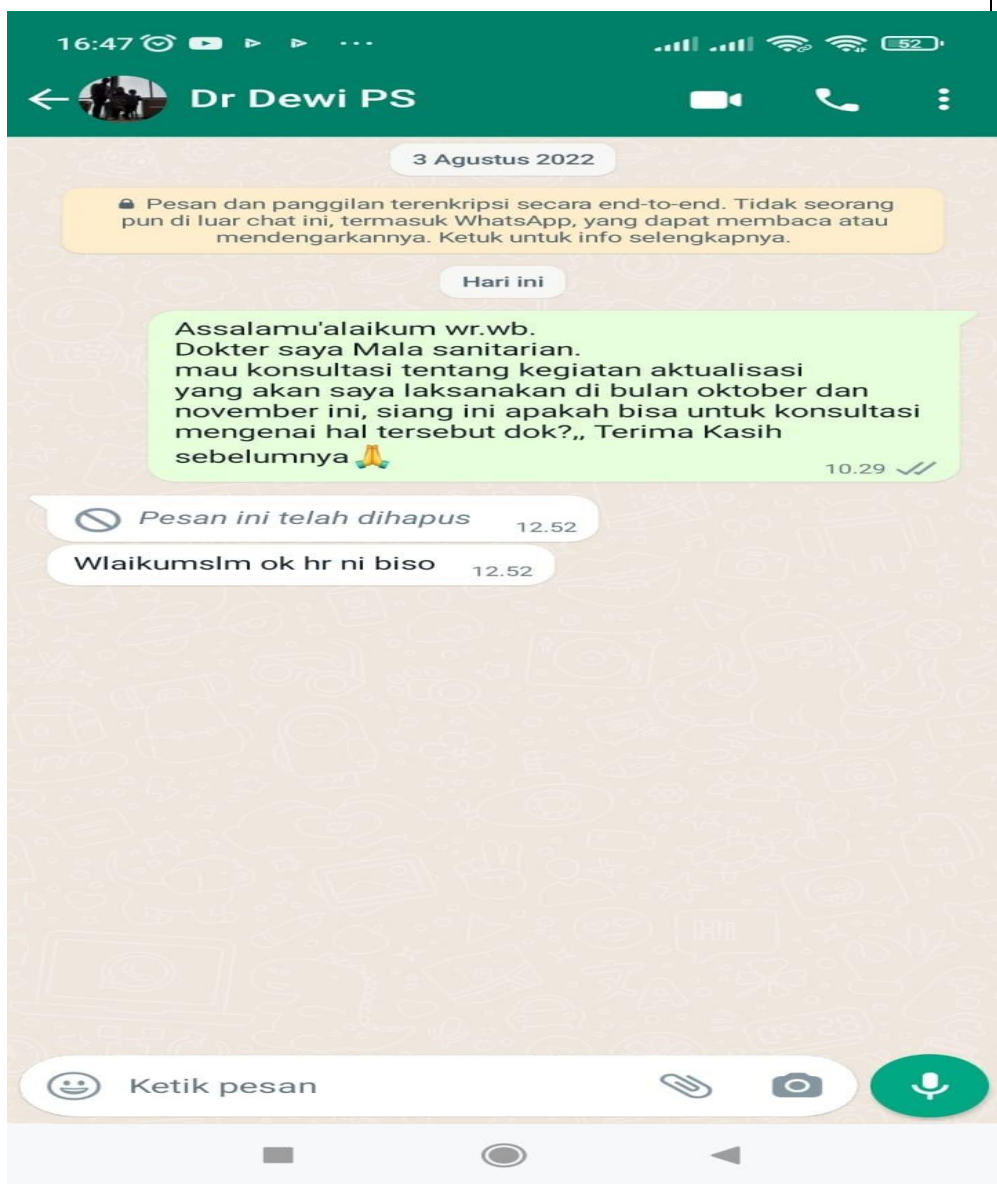 16:47
52
Dr Dewi PS
3 Agustus 2022
Pesan dan panggilan terenkripsi secara end-to-end. Tidak seorang
pun di luar chat ini, termasuk WhatsApp, yang dapat membaca atau
mendengarkannya. Ketuk untuk info selengkapnya.
Hari ini
Assalamu'alaikum wr.wb.
Dokter saya Mala sanitarian.
mau konsultasi tentang kegiatan aktualisasi
yang akan saya laksanakan di bulan oktober dan
november ini, siang ini apakah bisa untuk konsultasi
mengenai hal tersebut dok?,, Terima Kasih
sebelumnya🙏
10.29
Pesan ini telah dihapus 12.52
Wlaikumslm ok hr ni biso 12.52
Ketik pesan